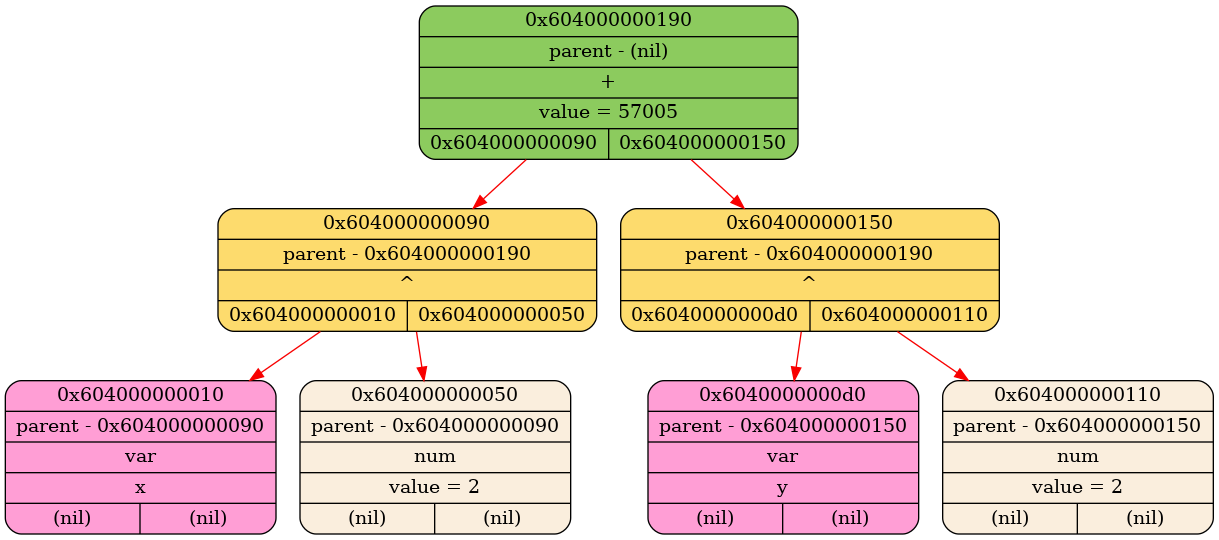 0x604000000190
parent - (nil)
+
value = 57005
0x604000000090 0x604000000150
0x604000000090
parent - 0x604000000190
^
0x604000000010 0x604000000050
0x604000000150
parent - 0x604000000190
^
0x6040000000d0 0x604000000110
0x604000000010
parent - 0x604000000090
var
x
(nil) (nil)
0x604000000050
parent - 0x604000000090
num
value = 2
(nil) (nil)
0x6040000000d0
parent - 0x604000000150
var
y
(nil) (nil)
0x604000000110
parent - 0x604000000150
num
value = 2
(nil) (nil)